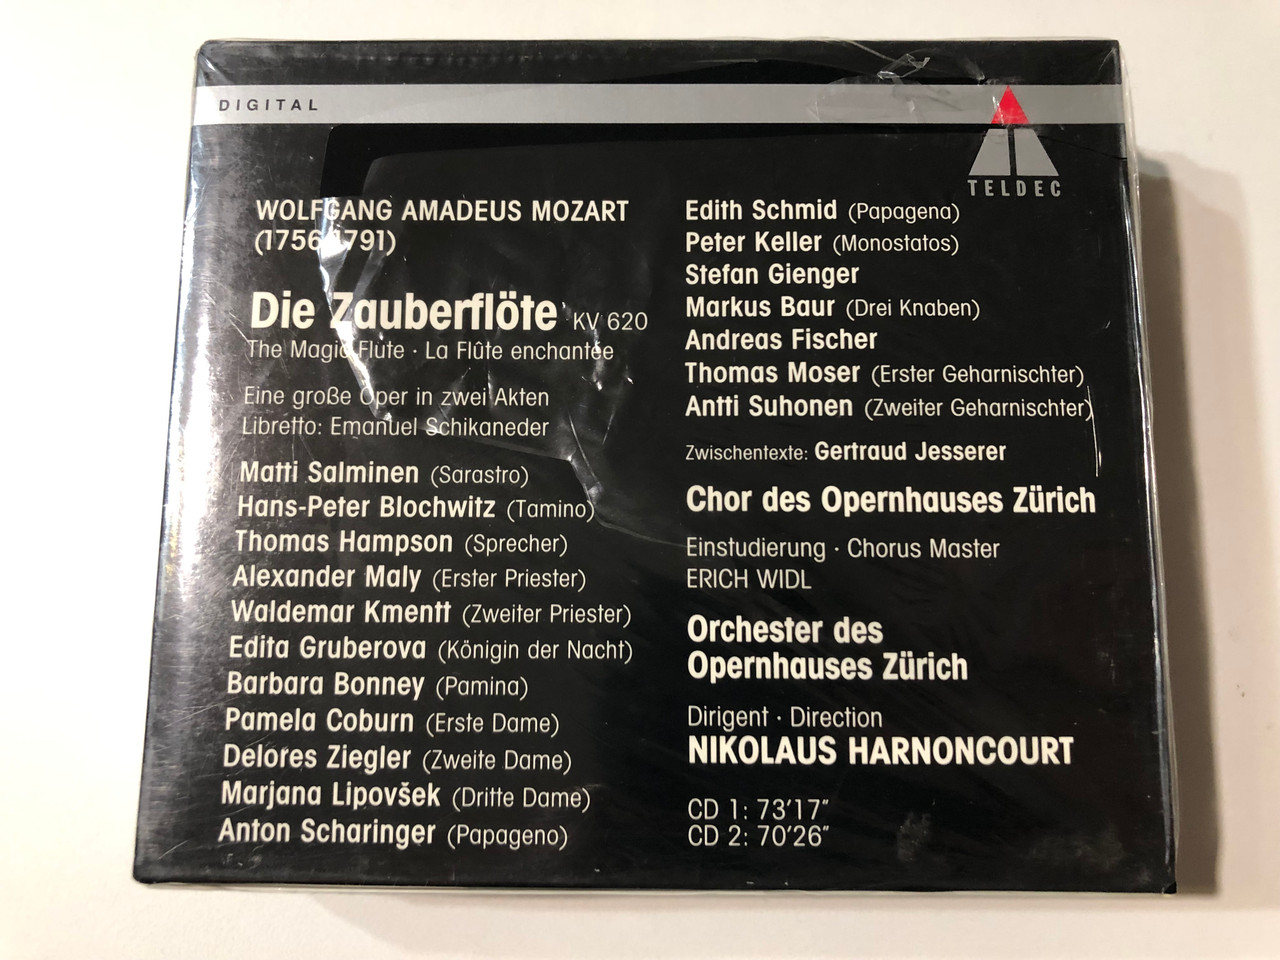 DIGITAL
TELDEC
WOLFGANG AMADEUS MOZART
(1756-1791)
Die Zauberflöte KV 620
The Magic Flute · La Flûte enchantée
Eine große Oper in zwei Akten
Libretto: Emanuel Schikaneder
Matti Salminen (Sarastro)
Hans-Peter Blochwitz (Tamino)
Thomas Hampson (Sprecher)
Alexander Maly (Erster Priester)
Waldemar Kmentt (Zweiter Priester)
Edita Gruberova (Königin der Nacht)
Barbara Bonney (Pamina)
Pamela Coburn (Erste Dame)
Delores Ziegler (Zweite Dame)
Marjana Lipovšek (Dritte Dame)
Anton Scharinger (Papageno)
Edith Schmid (Papagena)
Peter Keller (Monostatos)
Stefan Gienger
Markus Baur (Drei Knaben)
Andreas Fischer
Thomas Moser (Erster Geharnischter)
Antti Suhonen (Zweiter Geharnischter)
Zwischentexte: Gertraud Jesserer
Chor des Opernhauses Zürich
Einstudierung · Chorus Master
ERICH WIDL
Orchester des
Opernhauses Zürich
Dirigent · Direction
NIKOLAUS HARNONCOURT
CD 1: 73′17″
CD 2: 70′26″